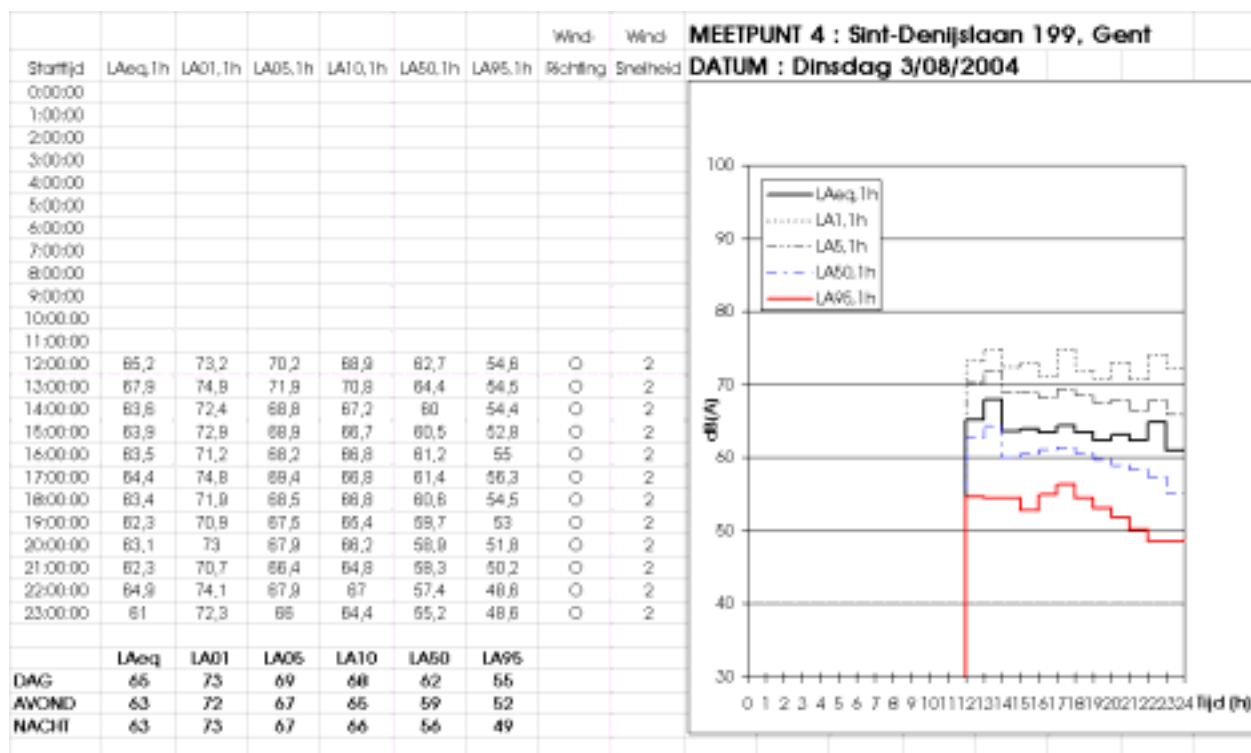 Wind- Wind- MEETPUNT 4 : Sint-Denijslaan 199, Gent
Starttijd LAeq,1h LA01,1h LA05,1h LA10,1h LA50,1h LA95,1h Richting Snelheid DATUM : Dinsdag 3/08/2004
0:00:00
1:00:00
2:00:00
3:00:00
4:00:00
5:00:00
6:00:00
7:00:00
8:00:00
9:00:00
10:00:00
11:00:00
12:00:00 65,2 73,2 70,2 68,9 62,7 54,6 O 2
13:00:00 67,9 74,9 71,9 70,8 64,4 54,5 O 2
14:00:00 63,6 72,4 68,8 67,2 60 54,4 O 2
15:00:00 63,9 72,9 68,9 66,7 60,5 52,8 O 2
16:00:00 63,5 71,2 68,2 66,8 61,2 55 O 2
17:00:00 64,4 74,8 69,4 66,9 61,4 56,3 O 2
18:00:00 63,4 71,9 68,5 66,8 60,6 54,5 O 2
19:00:00 62,3 70,9 67,5 65,4 59,7 53 O 2
20:00:00 63,1 73 67,9 66,2 58,9 51,8 O 2
21:00:00 62,3 70,7 66,4 64,8 58,3 50,2 O 2
22:00:00 64,9 74,1 67,9 67 57,4 48,6 O 2
23:00:00 61 72,3 66 64,4 55,2 48,6 O 2
LAeq LA01 LA05 LA10 LA50 LA95
DAG 65 73 69 68 62 55
AVOND 63 72 67 65 59 52
NACHT 63 73 67 66 56 49
100
90
80
70
60
50
40
30
dB(A)
LAeq,1h
LA1,1h
LA5,1h
LA50,1h
LA95,1h
0 1 2 3 4 5 6 7 8 9 10 11 12 13 14 15 16 17 18 19 20 21 22 23 24 Tijd (h)